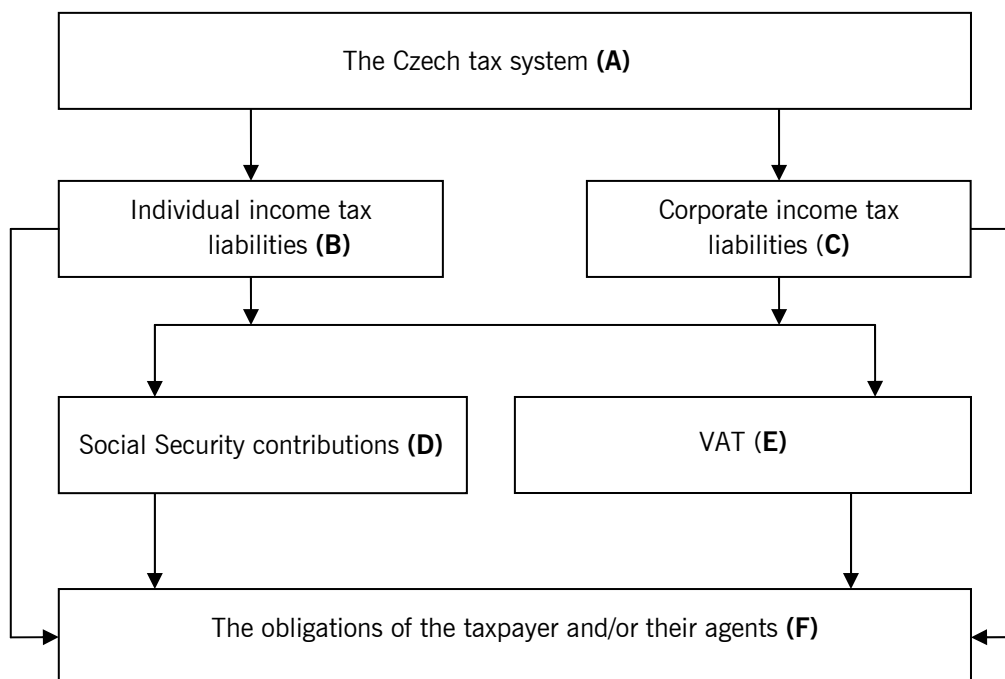 The Czech tax system (A)
Individual income tax
liabilities (B)
Corporate income tax
liabilities (C)
Social Security contributions (D)
VAT (E)
The obligations of the taxpayer and/or their agents (F)